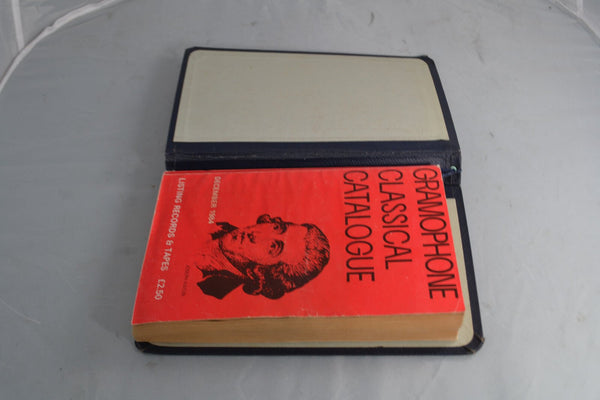 GRAMOPHONE
CLASSICAL
CATALOGUE
DECEMBER 1984
LISTING RECORDS & TAPES £2.50